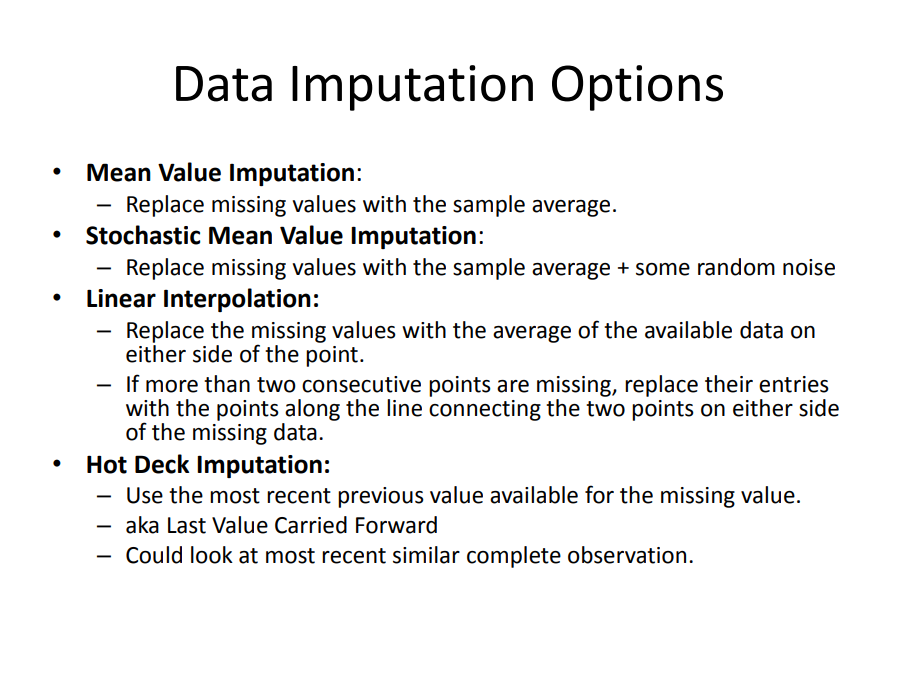 Data Imputation Options
• Mean Value Imputation:
– Replace missing values with the sample average.
• Stochastic Mean Value Imputation:
– Replace missing values with the sample average + some random noise
• Linear Interpolation:
– Replace the missing values with the average of the available data on
either side of the point.
– If more than two consecutive points are missing, replace their entries
with the points along the line connecting the two points on either side
of the missing data.
• Hot Deck Imputation:
– Use the most recent previous value available for the missing value.
– aka Last Value Carried Forward
– Could look at most recent similar complete observation.